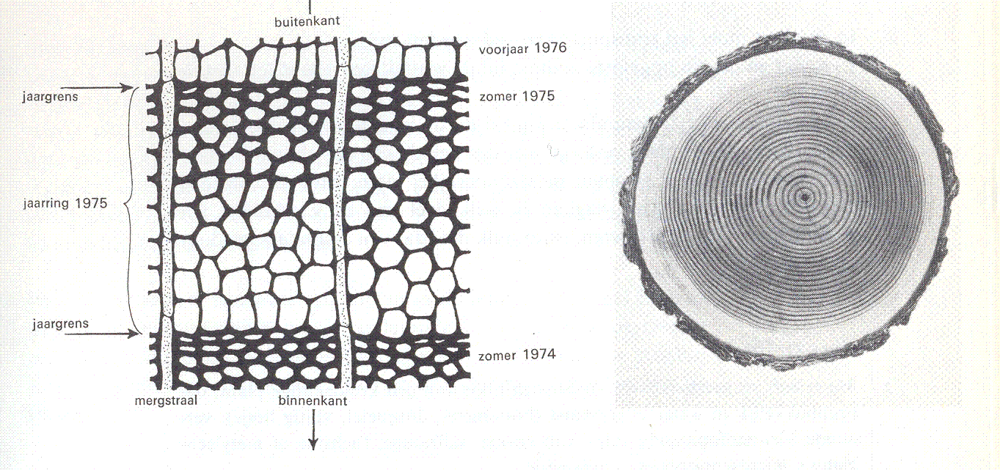 buitenkant
voorjaar 1976
jaargrens
zomer 1975
jaarring 1975
jaargrens
zomer 1974
mergstraal
binnenkant